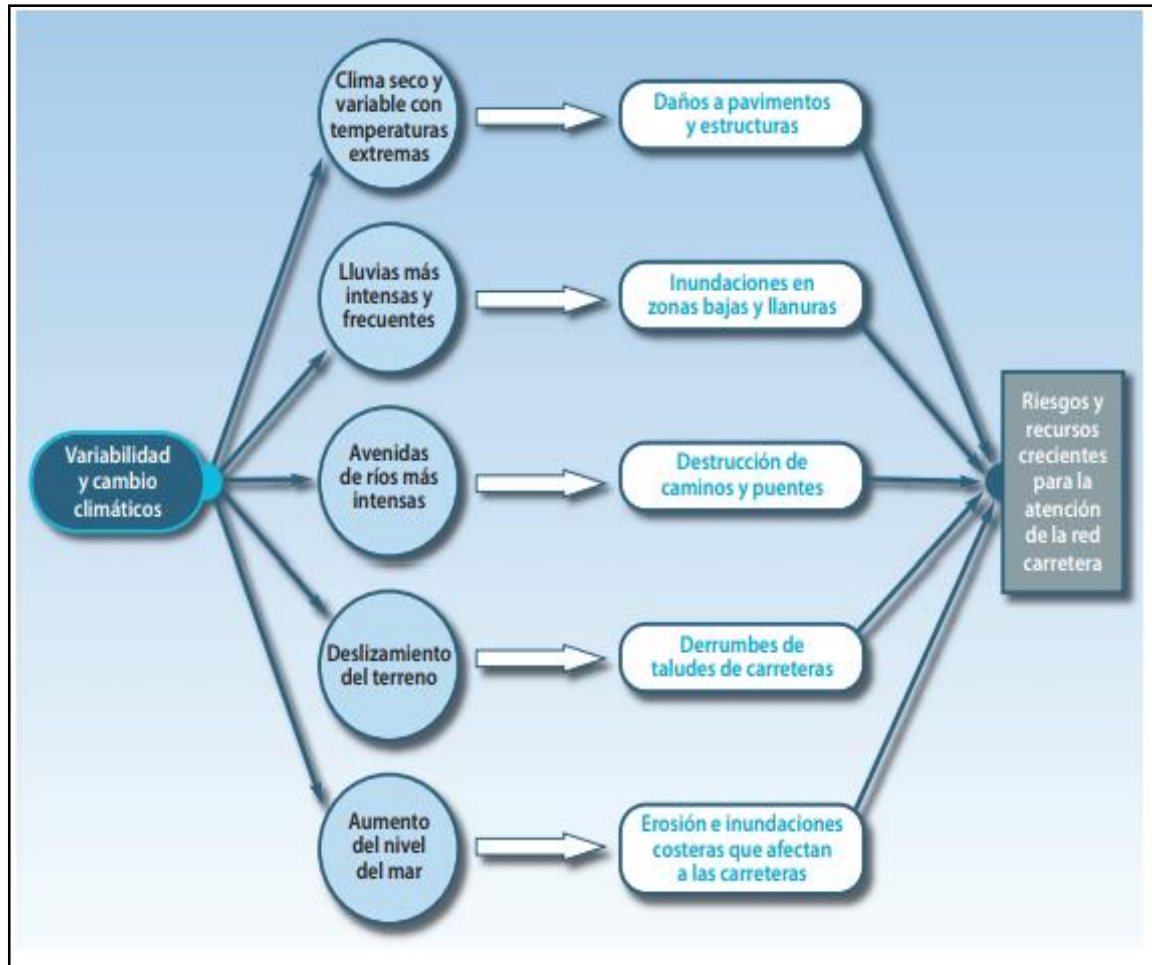 Clima seco y
variable con
temperaturas
extremas
Daños a pavimentos
y estructuras
Lluvias más
intensas y
frecuentes
Inundaciones en
zonas bajas y llanuras
Variabilidad
y cambio
climáticos
Avenidas
de ríos más
intensas
Destrucción de
caminos y puentes
Riesgos y
recursos
crecientes
para la
atención
de la red
carretera
Deslizamiento
del terreno
Derrumbes de
taludes de carreteras
Aumento
del nivel
del mar
Erosión e inundaciones
costeras que afectan
a las carreteras